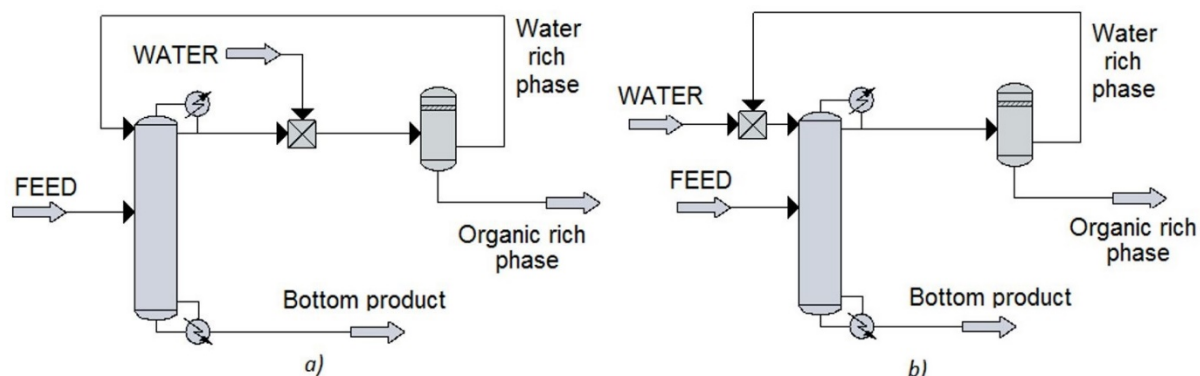 WATER
Water
rich
phase
FEED
Organic rich
phase
Bottom product
a)
WATER
Water
rich
phase
FEED
Organic rich
phase
Bottom product
b)